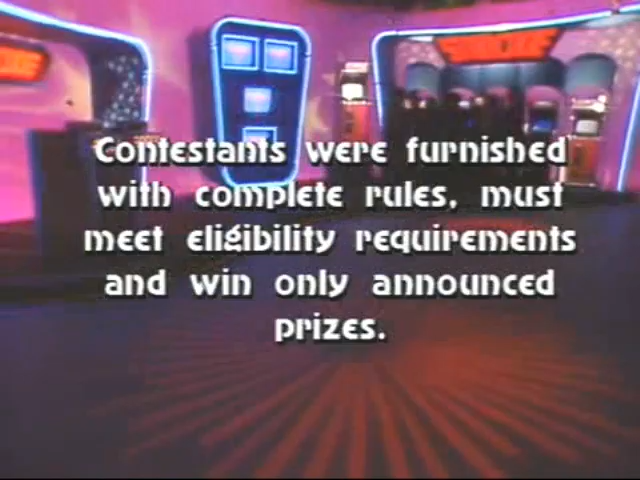 Contestants were furnished
with complete rules, must
meet eligibility requirements
and win only announced
prizes.